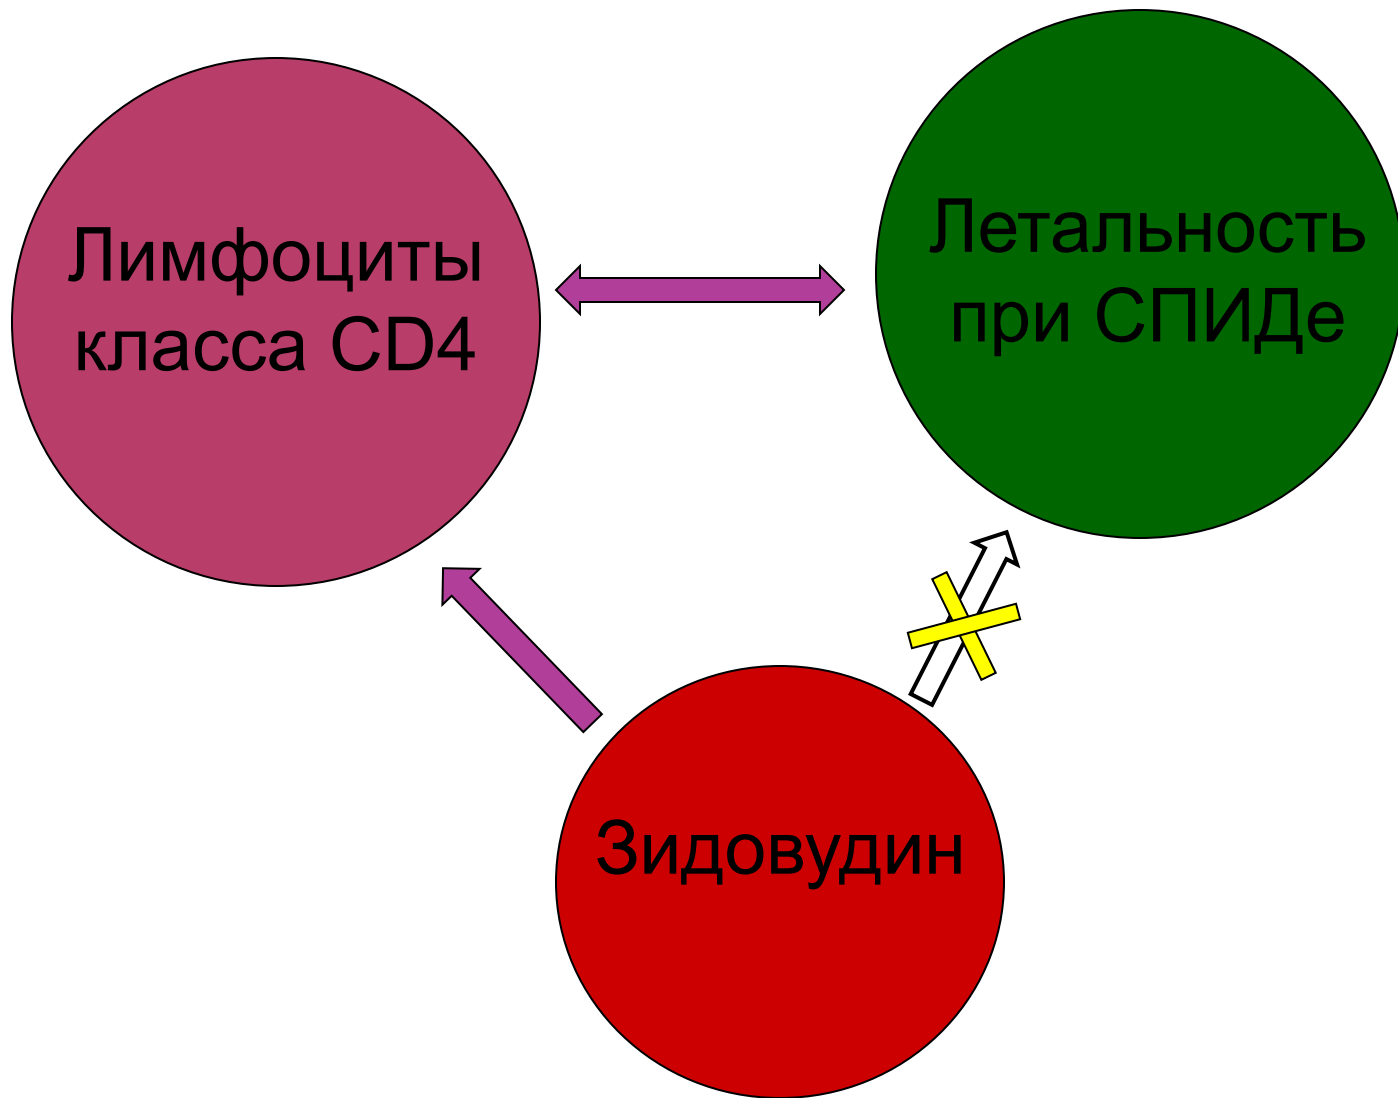 Лимфоциты
класса CD4
Летальность
при СПИДе
Зидовудин